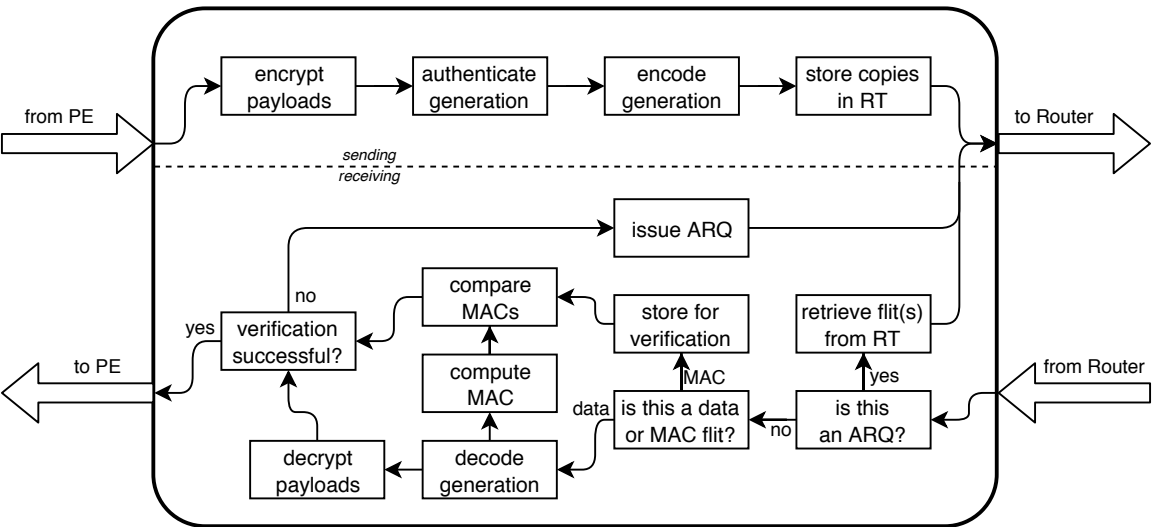 encrypt
payloads
authenticate
generation
encode
generation
store copies
in RT
from PE
to Router
sending
receiving
issue ARQ
no
compare
MACs
store for
verification
retrieve flit(s)
from RT
yes
verification
successful?
to PE
compute
MAC
MAC
yes
from Router
data
is this a data
or MAC flit?
no
is this
an ARQ?
decrypt
payloads
decode
generation